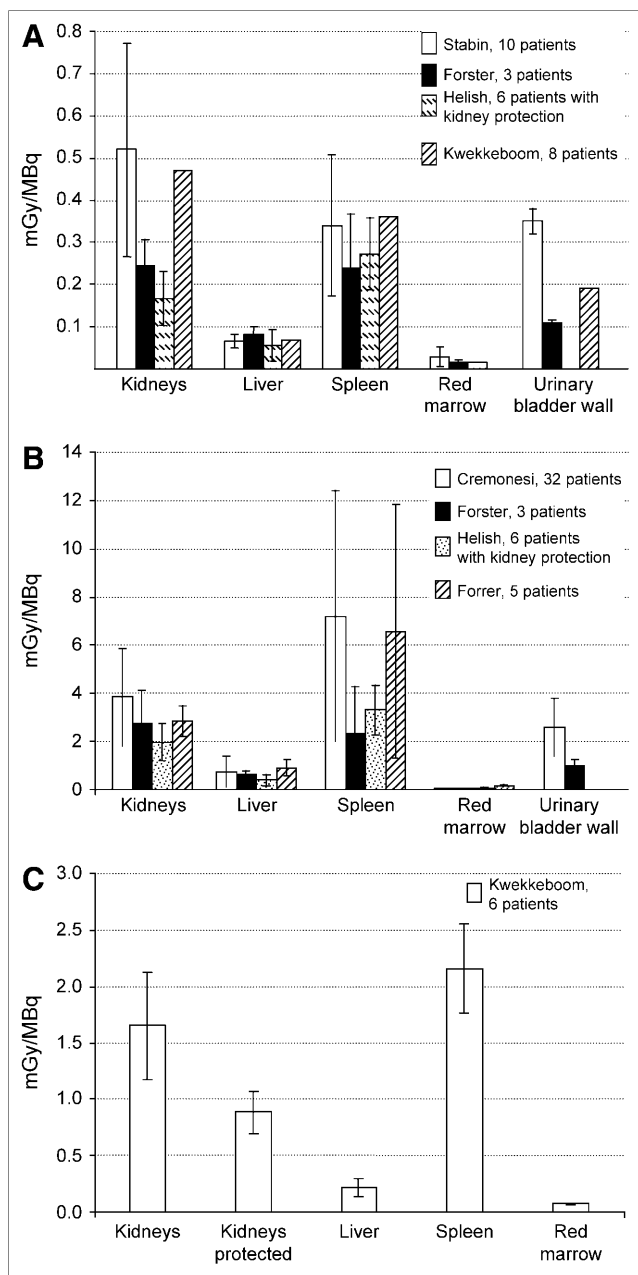 A
0.8
0.7
0.6
0.5
0.4
0.3
0.2
0.1
mGy/MBq
Stabin, 10 patients
Forster, 3 patients
Helish, 6 patients with
kidney protection
Kwekkeboom, 8 patients
Kidneys
Liver
Spleen
Red
marrow
Urinary
bladder wall
B
14
12
10
8
6
4
2
0
mGy/MBq
Cremonesi, 32 patients
Forster, 3 patients
Helish, 6 patients
with kidney protection
Forrer, 5 patients
Kidneys
Liver
Spleen
Red
marrow
Urinary
bladder wall
C
3.0
2.5
2.0
1.5
1.0
0.5
0.0
mGy/MBq
Kwekkeboom,
6 patients
Kidneys
Kidneys
protected
Liver
Spleen
Red
marrow